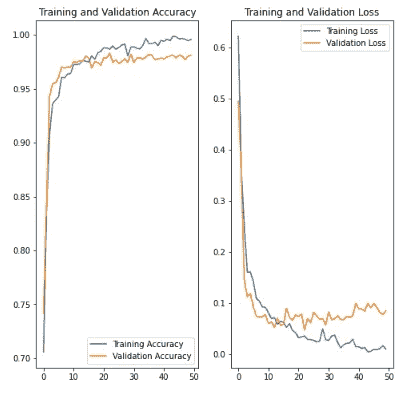 Training and Validation Accuracy
1.00
0.95
0.90
0.85
0.80
0.75
0.70
Training Accuracy
Validation Accuracy
0 10 20 30 40 50
Training and Validation Loss
Training Loss
Validation Loss
0.6
0.5
0.4
0.3
0.2
0.1
0.0
0 10 20 30 40 50